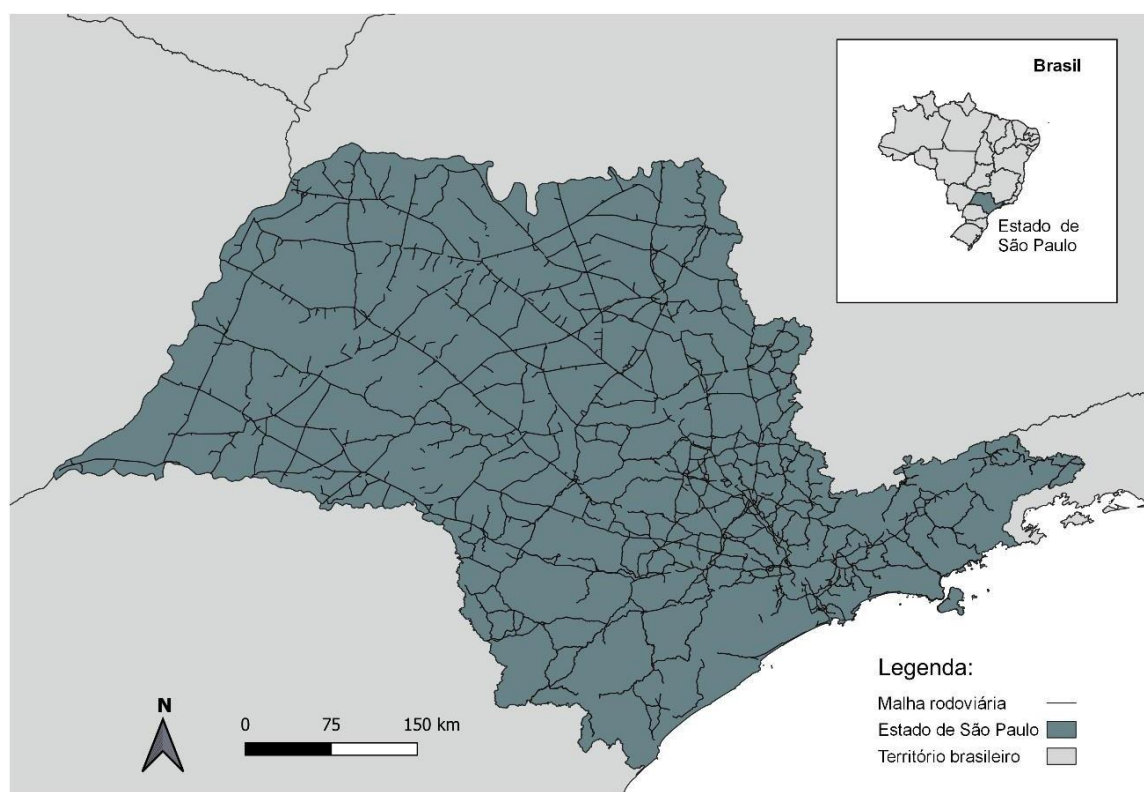 Brasil
Estado de
São Paulo
N
0 75 150 km
Legenda:
Malha rodoviária
Estado de São Paulo
Território brasileiro